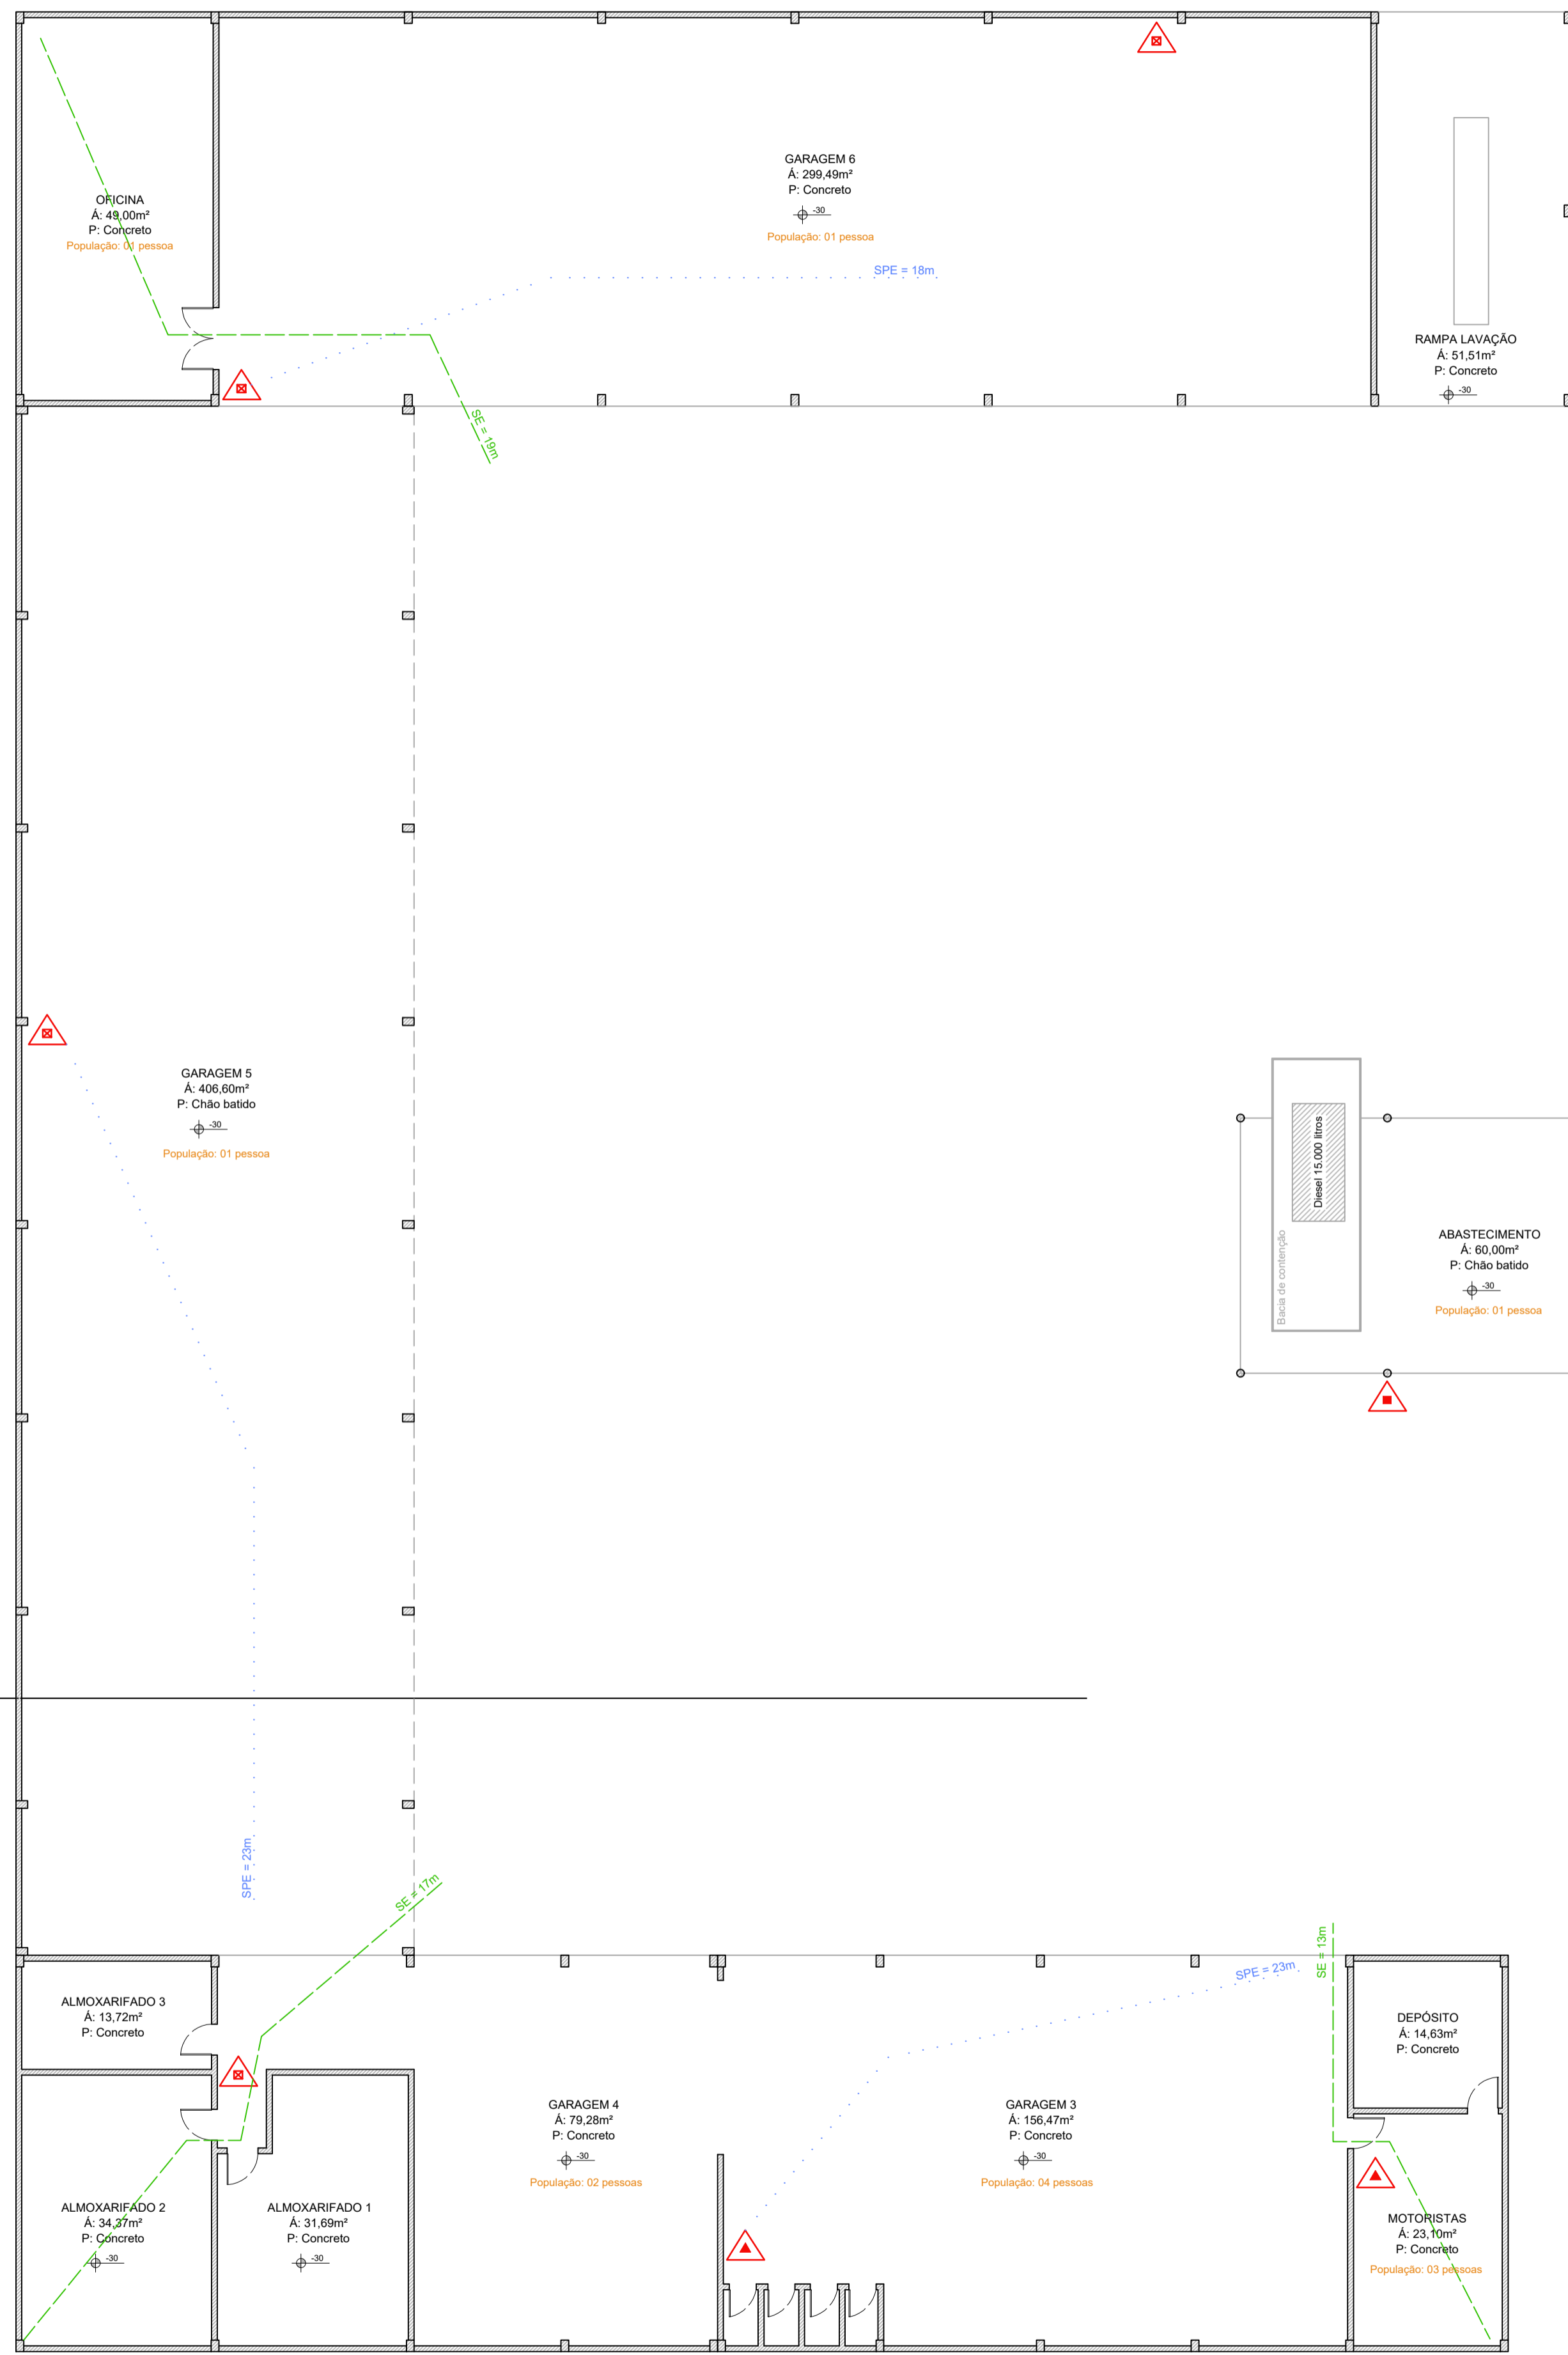 GARAGEM 6
Á: 299,49m²
P: Concreto
-30
População: 01 pessoa
OFICINA
Á: 49,00m²
P: Concreto
População: 01 pessoa
SPE = 18m
RAMPA LAVAÇÃO
Á: 51,51m²
P: Concreto
-30
SE = 19m
GARAGEM 5
Á: 406,60m²
P: Chão batido
-30
População: 01 pessoa
Diesel 15.000 litros
Bacia de contenção
ABASTECIMENTO
Á: 60,00m²
P: Chão batido
-30
População: 01 pessoa
SPE = 23m
SE = 17m
SPE = 23m
SE = 13m
ALMOXARIFADO 3
Á: 13,72m²
P: Concreto
DEPÓSITO
Á: 14,63m²
P: Concreto
GARAGEM 4
Á: 79,28m²
P: Concreto
-30
População: 02 pessoas
GARAGEM 3
Á: 156,47m²
P: Concreto
-30
População: 04 pessoas
ALMOXARIFADO 2
Á: 34,37m²
P: Concreto
-30
ALMOXARIFADO 1
Á: 31,69m²
P: Concreto
-30
MOTORISTAS
Á: 23,10m²
P: Concreto
População: 03 pessoas